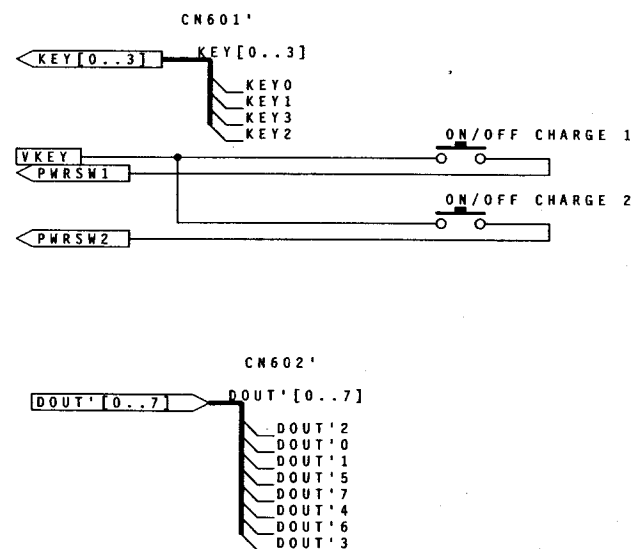 CN601'
KEY[0..3] KEY[0..3]
KEY0
KEY1
KEY3
KEY2
ON/OFF CHARGE 1
VKEY
PWRSW1
ON/OFF CHARGE 2
PWRSW2
CN602'
DOUT'[0..7] DOUT'[0..7]
DOUT'2
DOUT'0
DOUT'1
DOUT'5
DOUT'7
DOUT'4
DOUT'6
DOUT'3